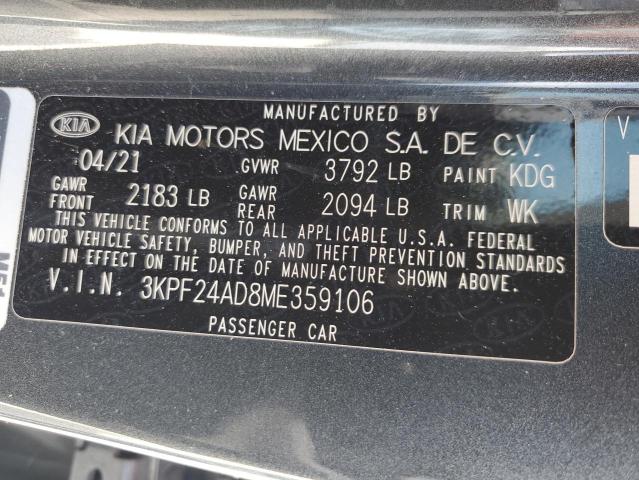 MANUFACTURED BY
KIA KIA MOTORS MEXICO S.A. DE C.V.
04/21 GVWR 3792 LB PAINT KDG
GAWR FRONT 2183 LB GAWR REAR 2094 LB TRIM WK
THIS VEHICLE CONFORMS TO ALL APPLICABLE U.S.A. FEDERAL
MOTOR VEHICLE SAFETY, BUMPER, AND THEFT PREVENTION STANDARDS
IN EFFECT ON THE DATE OF MANUFACTURE SHOWN ABOVE.
V.I.N. 3KPF24AD8ME359106
PASSENGER CAR
V